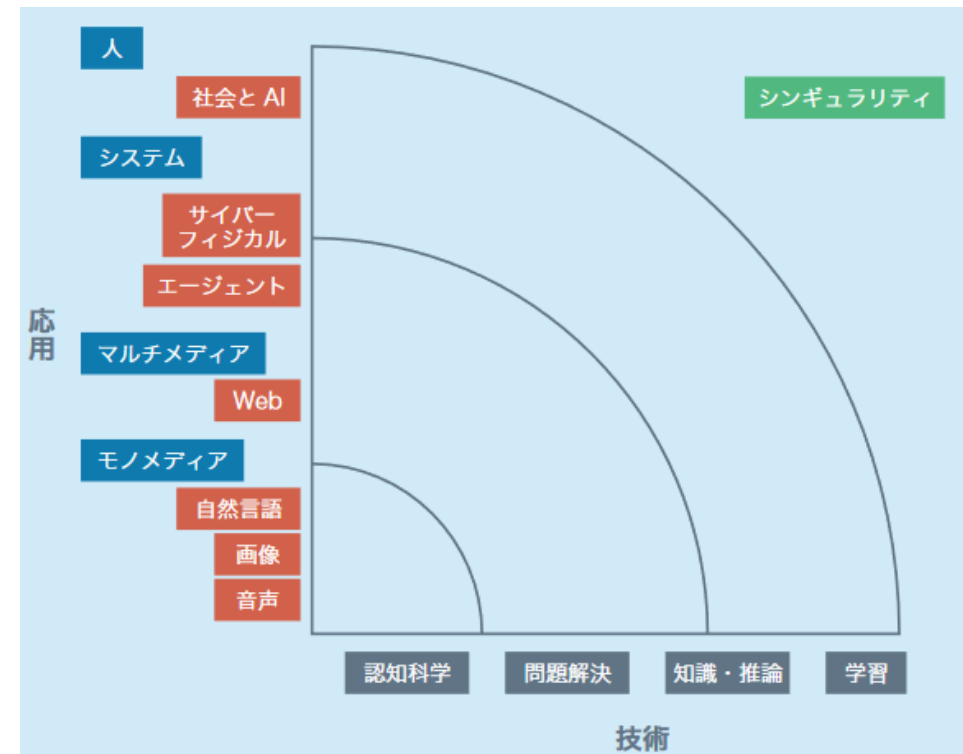 人
社会と AI
シンギュラリティ
システム
サイバー
フィジカル
エージェント
応用
マルチメディア
Web
モノメディア
自然言語
画像
音声
認知科学
問題解決
知識・推論
学習
技術